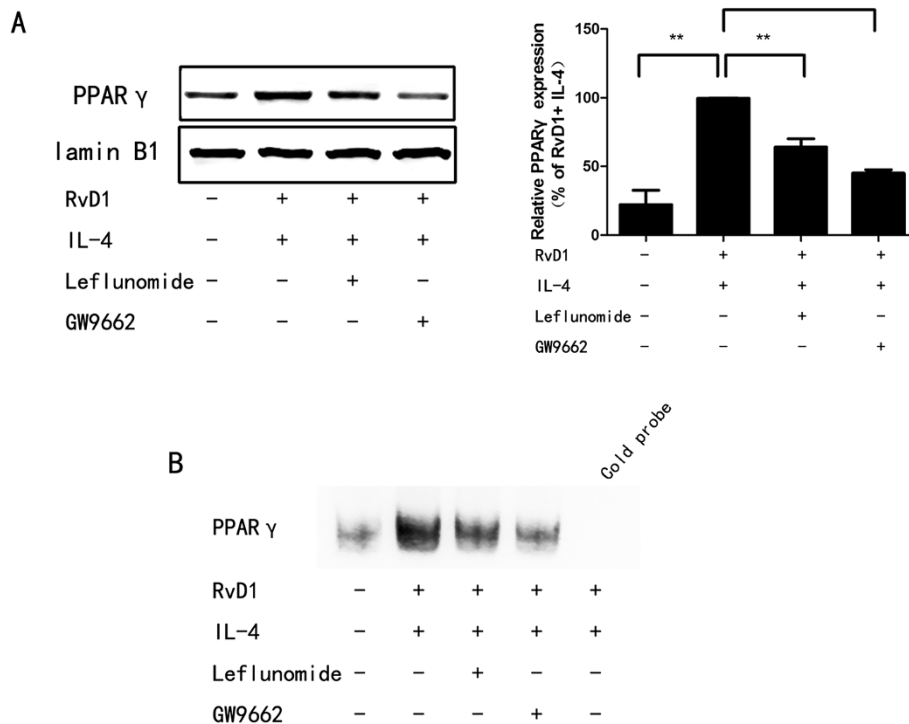 A
PPAR γ
lamin B1
RvD1 - + + +
IL-4 - + + +
Leflunomide - - + -
GW9662 - - - +
Relative PPARγ expression
(% of RvD1+ IL-4)
150
100
50
0
** **
RvD1 - + + +
IL-4 - + + +
Leflunomide - - + -
GW9662 - - - +
B
Cold probe
PPAR γ
RvD1 - + + + +
IL-4 - + + + +
Leflunomide - - + - -
GW9662 - - - + -